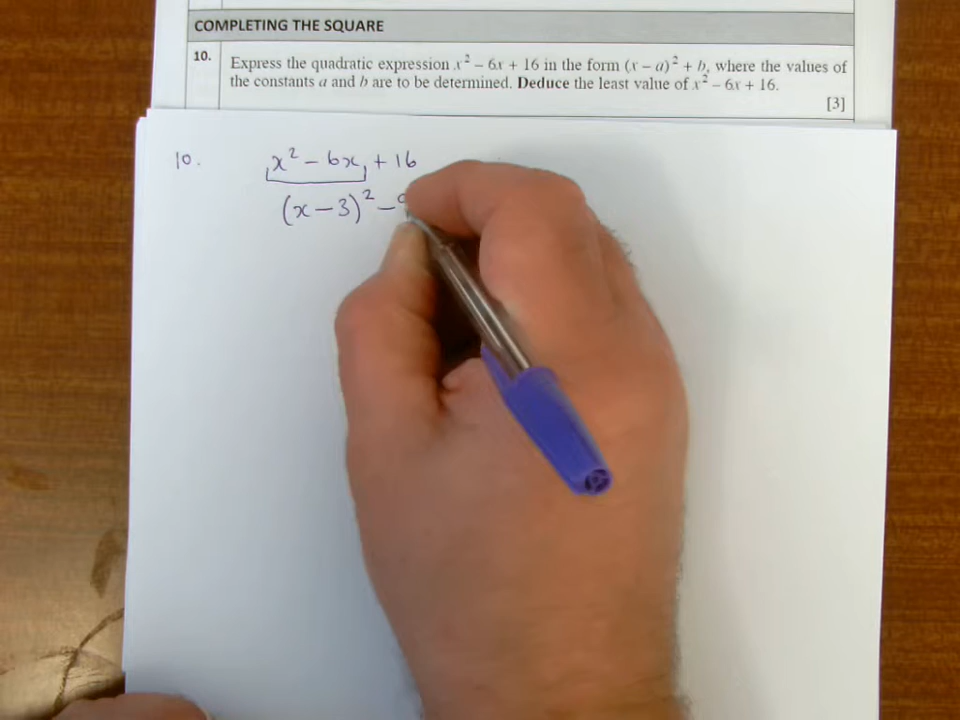 COMPLETING THE SQUARE
10. Express the quadratic expression x² – 6x + 16 in the form (x – a)² + b, where the values of
the constants a and b are to be determined. Deduce the least value of x² – 6x + 16.
[3]
10. x² – 6x + 16
(x – 3)² –